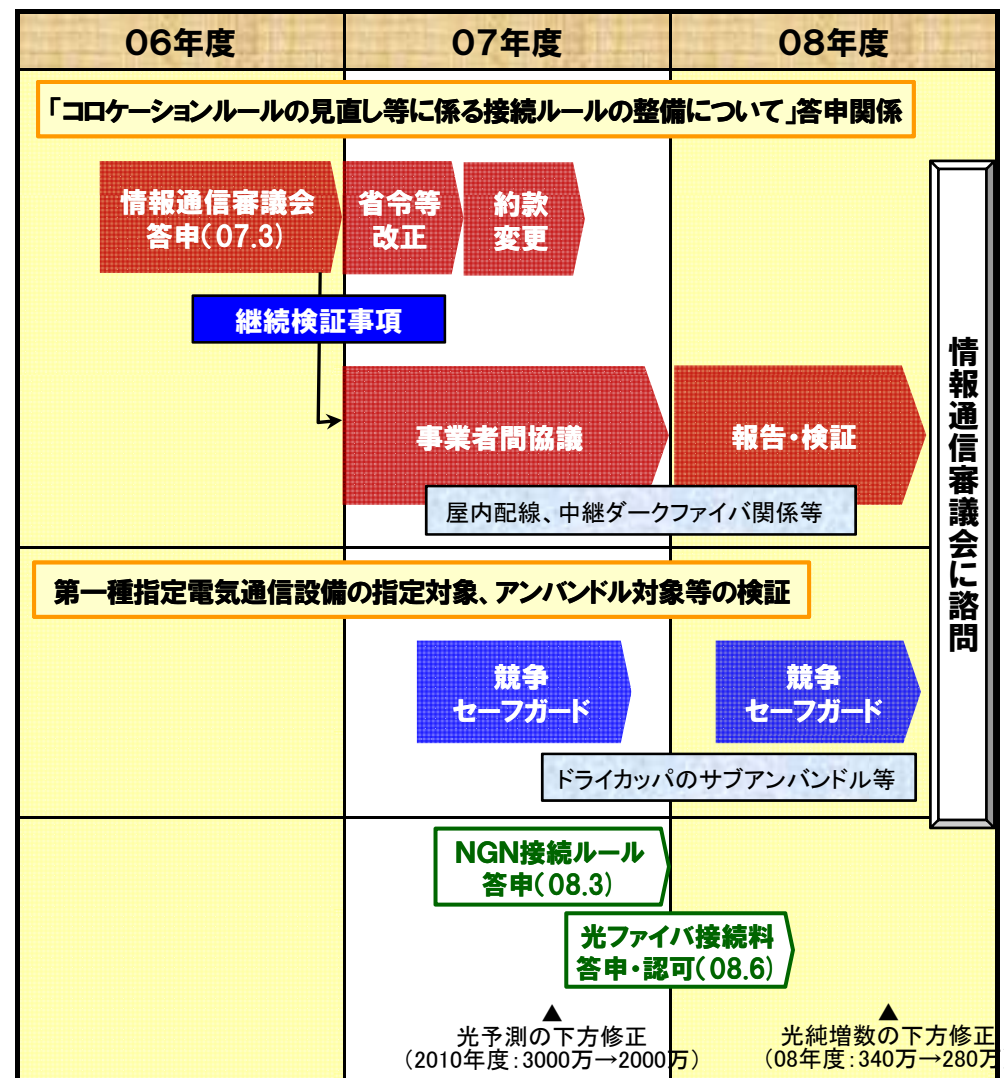 06年度
07年度
08年度
「コロケーションルールの見直し等に係る接続ルールの整備について」答申関係
情報通信審議会
答申(07.3)
省令等
改正
約款
変更
継続検証事項
事業者間協議
報告・検証
屋内配線、中継ダークファイバ関係等
情報通信審議会に諮問
第一種指定電気通信設備の指定対象、アンバンドル対象等の検証
競争
セーフガード
競争
セーフガード
ドライカッパのサブアンバンドル等
NGN接続ルール
答申(08.3)
光ファイバ接続料
答申・認可(08.6)
▲
光予測の下方修正
(2010年度:3000万→2000万)
▲
光純増数の下方修正
(08年度:340万→280万